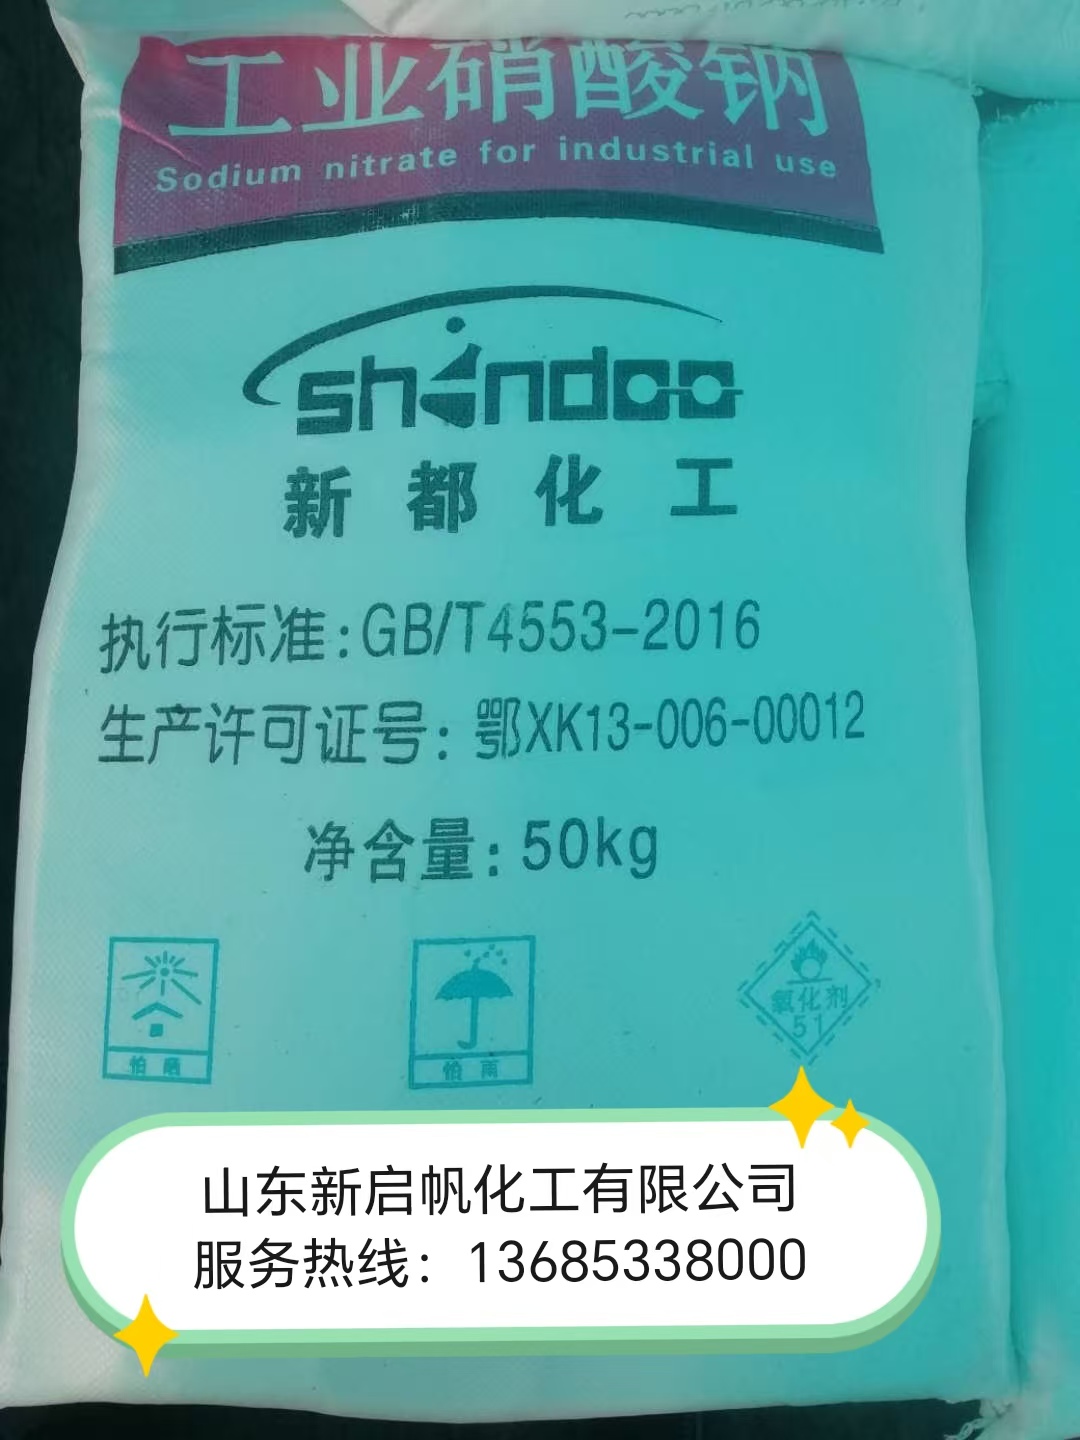 工业硝酸钠
Sodium nitrate for industrial use
shindoo
新都化工
执行标准:GB/T4553-2016
生产许可证号: 鄂XK13-006-00012
净含量:50kg
怕晒
怕雨
氧化剂
51
山东新启帆化工有限公司
服务热线：13685338000